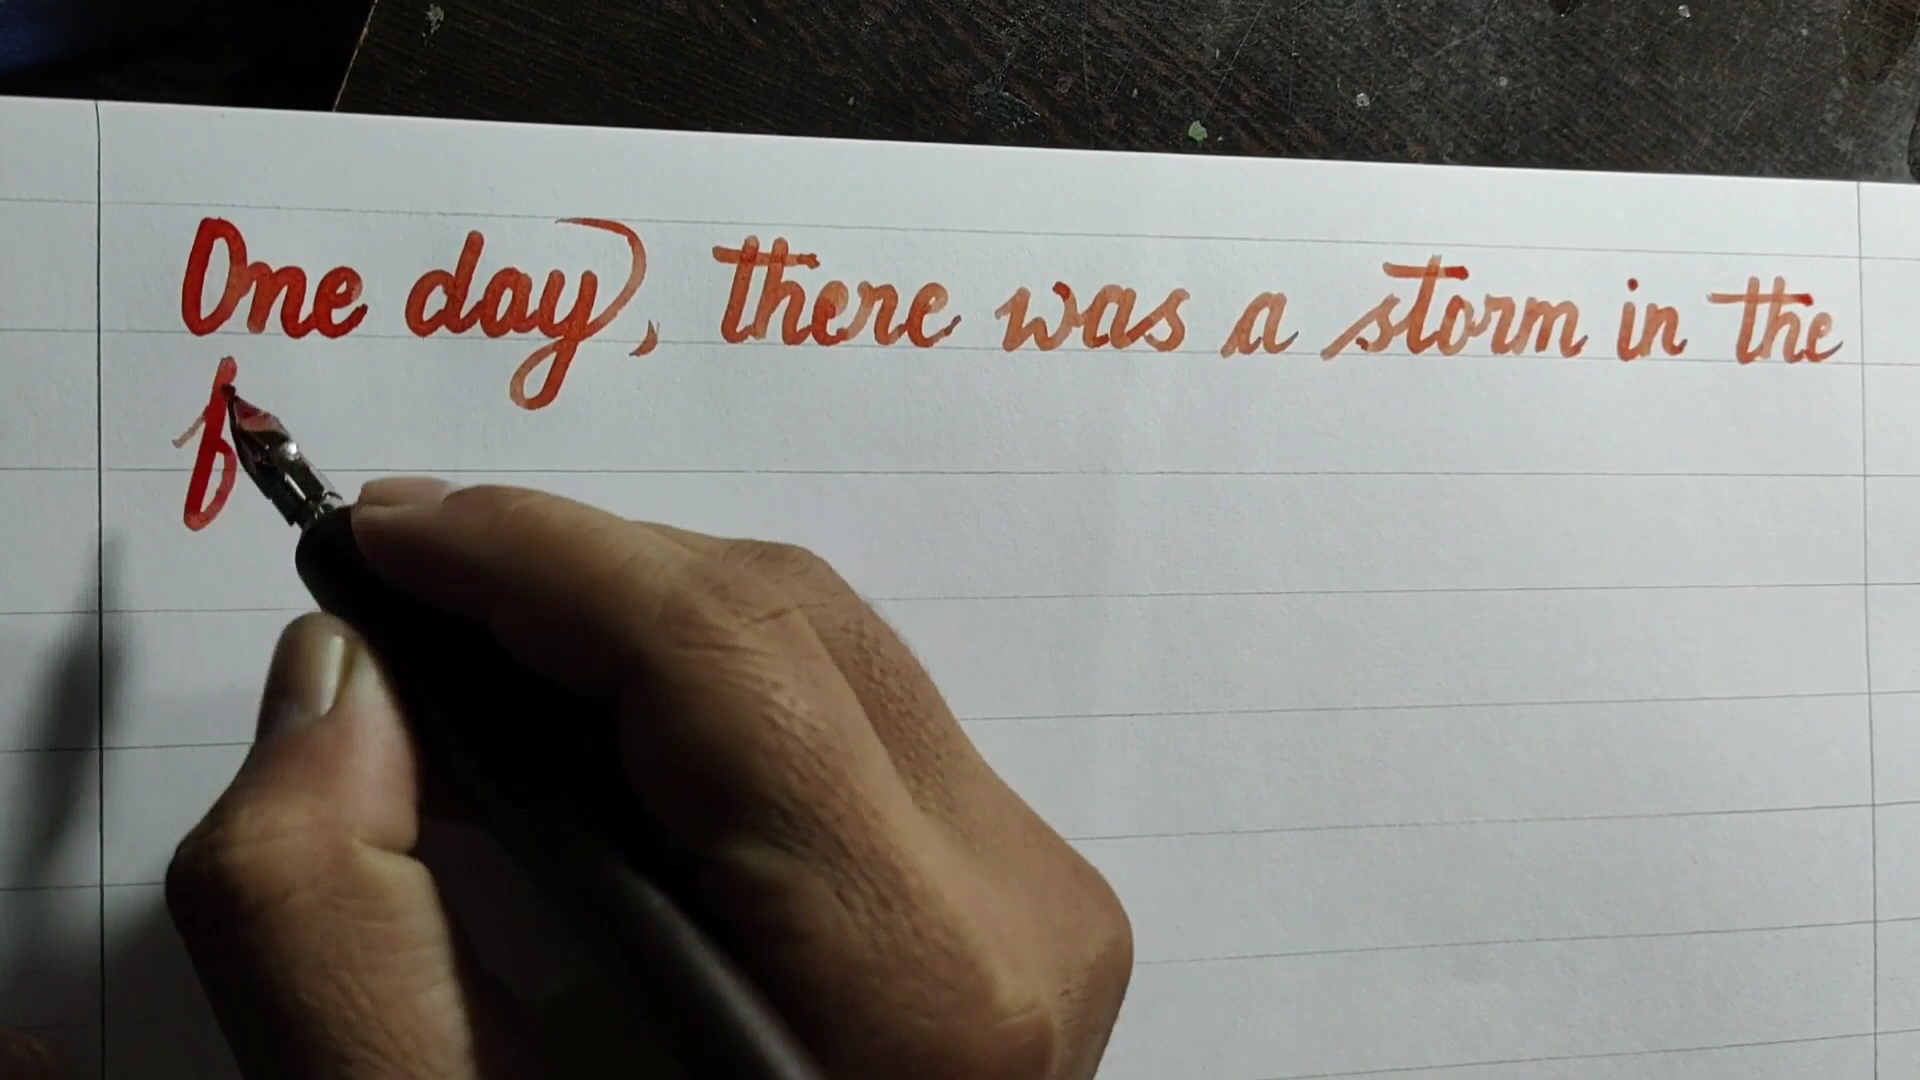 One day, there was a storm in the
f